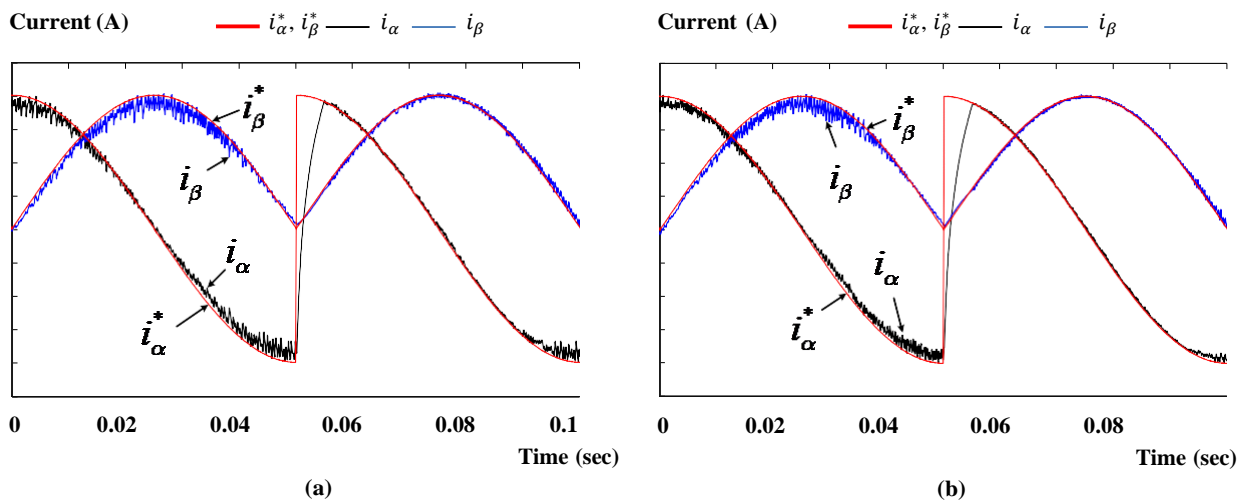 Current (A) i*α, i*β iα iβ
i*β
iβ
iα
i*α
0 0.02 0.04 0.06 0.08 0.1
Time (sec)
(a)
Current (A) i*α, i*β iα iβ
i*β
iβ
iα
i*α
0 0.02 0.04 0.06 0.08
Time (sec)
(b)